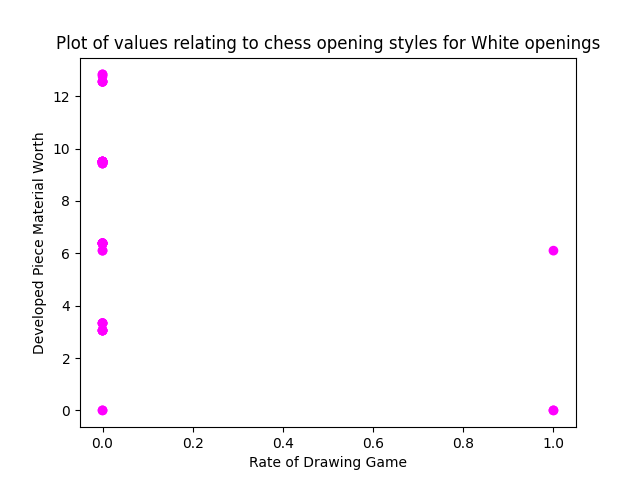 Plot of values relating to chess opening styles for White openings
12
10
8
6
4
2
0
Developed Piece Material Worth
0.0 0.2 0.4 0.6 0.8 1.0
Rate of Drawing Game